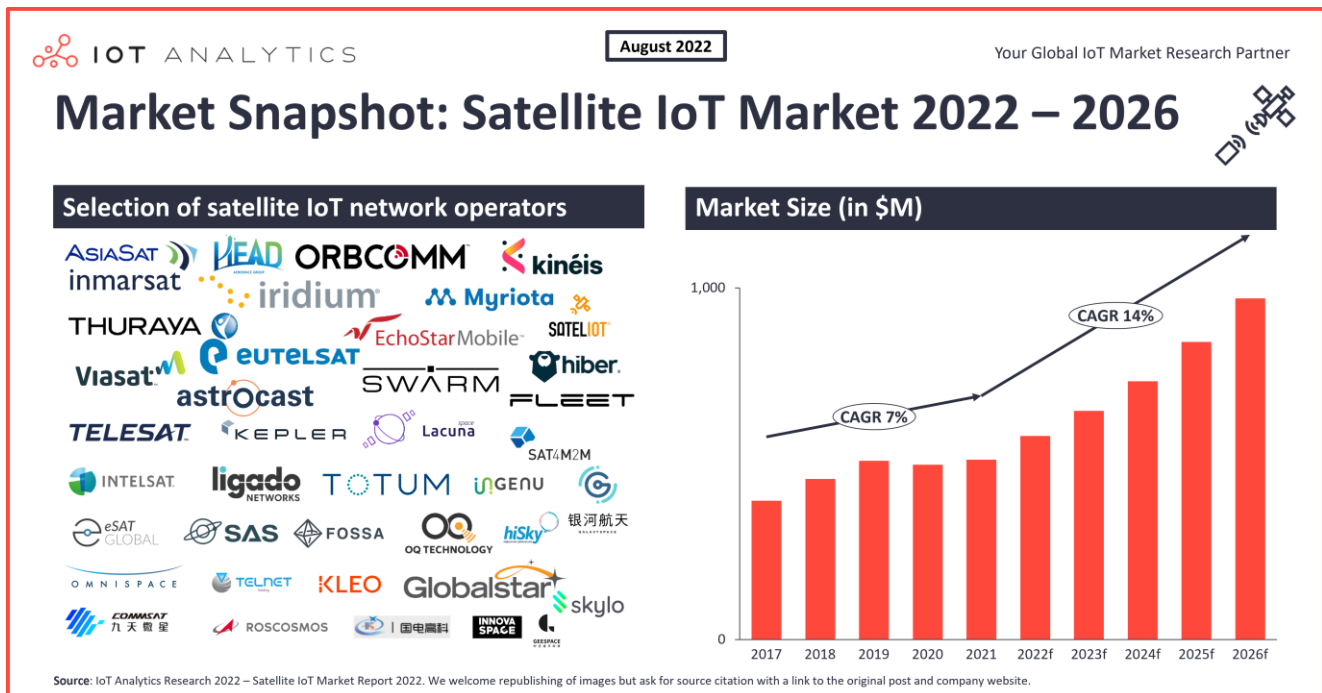 IOT ANALYTICS
August 2022
Your Global IoT Market Research Partner
Market Snapshot: Satellite IoT Market 2022 – 2026
Selection of satellite IoT network operators
ASIASAT
HEAD
AEROSPACE GROUP
ORBCOMM
kinéis
inmarsat
iridium
Myriota
THURAYA
EchoStar Mobile
SATELIOT
Viasat
eutelsat
SWARM
hiber.
astrocast
FLEET
TELESAT
KEPLER
Lacuna
space
SAT4M2M
INTELSAT
ligado
NETWORKS
TOTUM
inGENU
eSAT
GLOBAL
SAS
FOSSA
OQ
OQ TECHNOLOGY
hiSky
银河航天
GALAXYSPACE
OMNISPACE
TELNET
Holding
KLEO
Globalstar
skylo
COMMSAT
九天微星
ROSCOSMOS
国电高科
INNOVA
SPACE
GEESPACE
Market Size (in $M)
1,000
CAGR 14%
CAGR 7%
0
2017 2018 2019 2020 2021 2022f 2023f 2024f 2025f 2026f
Source: IoT Analytics Research 2022 – Satellite IoT Market Report 2022. We welcome republishing of images but ask for source citation with a link to the original post and company website.